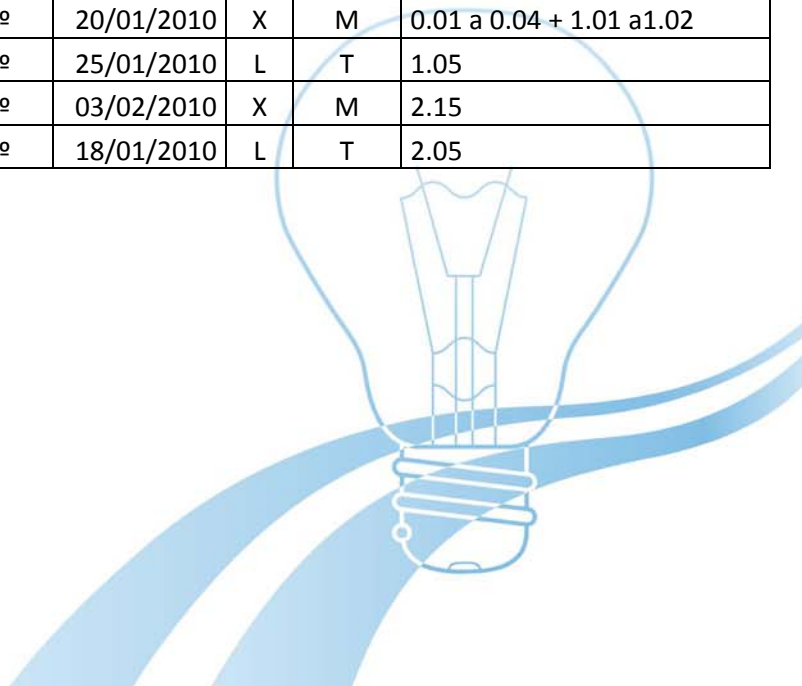 º 20/01/2010 X M 0.01 a 0.04 + 1.01 a1.02
º 25/01/2010 L T 1.05
º 03/02/2010 X M 2.15
º 18/01/2010 L T 2.05